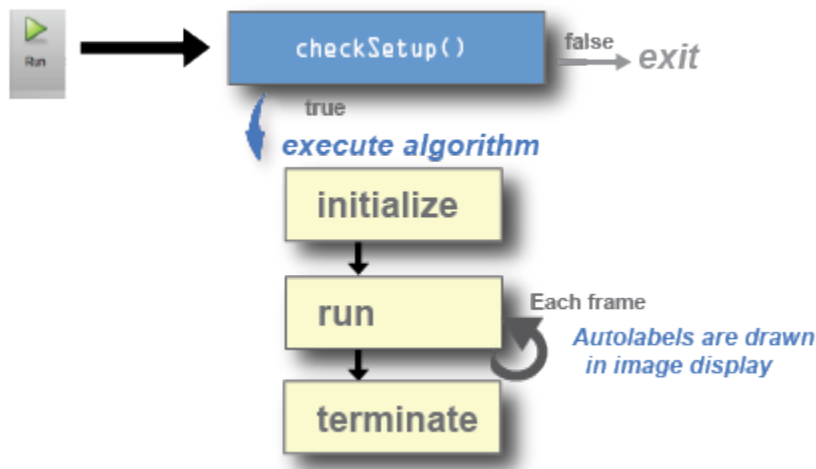 Run
checkSetup()
false
exit
true
execute algorithm
initialize
run
Each frame
Autolabels are drawn
in image display
terminate